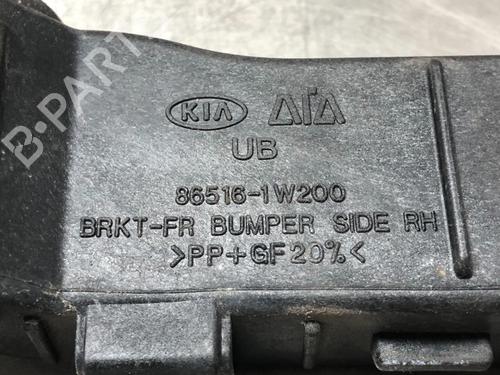 B-PARTS
KIA
UB
86516-1W200
BRKT-FR BUMPER SIDE RH
>PP+GF20%<